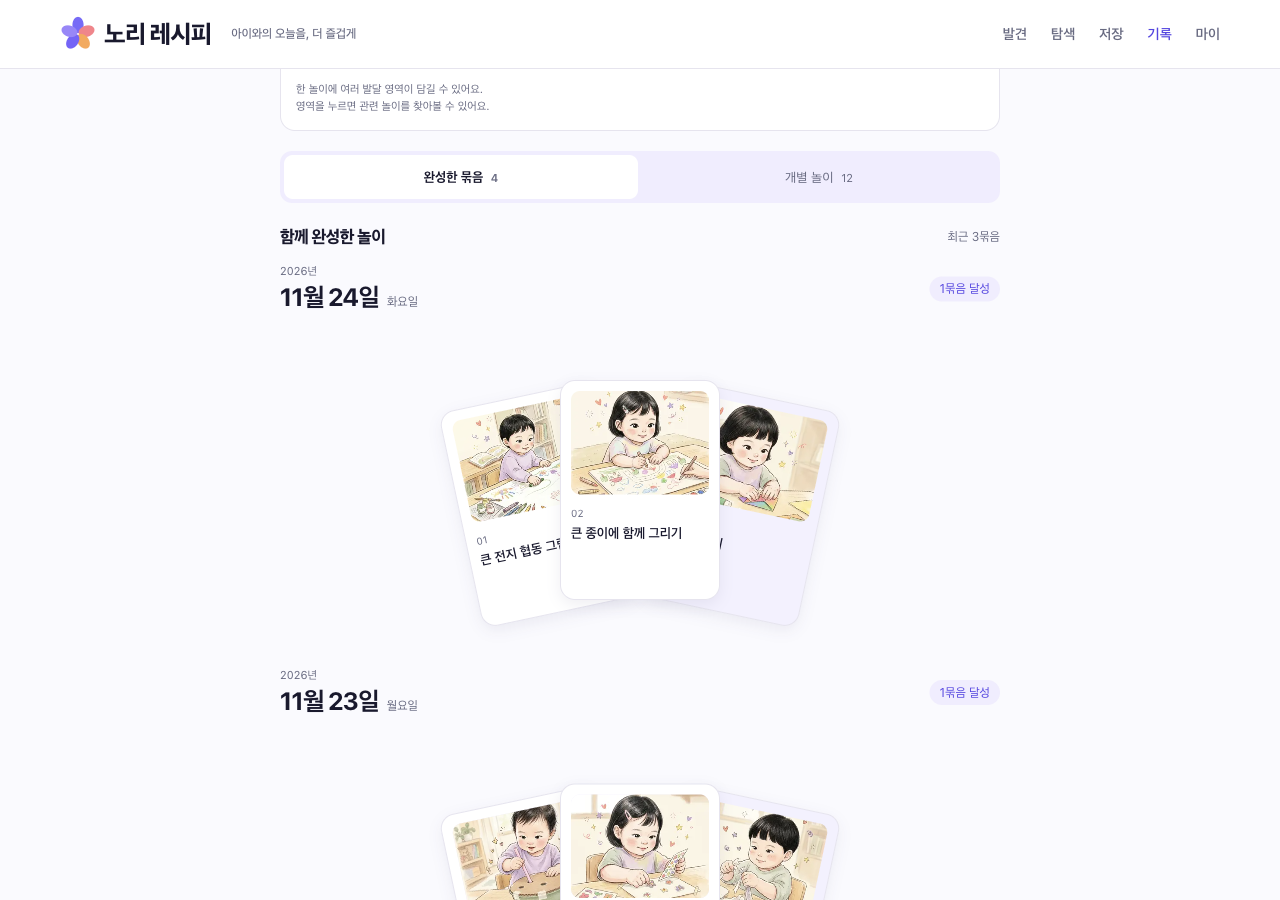 노리 레시피
아이와의 오늘을, 더 즐겁게
발견
탐색
저장
기록
마이
한 놀이에 여러 발달 영역이 담길 수 있어요.
영역을 누르면 관련 놀이를 찾아볼 수 있어요.
완성한 묶음 4
개별 놀이 12
함께 완성한 놀이
최근 3묶음
2026년
11월 24일 화요일
1묶음 달성
01
큰 전지 협동
02
큰 종이에 함께 그리기
2026년
11월 23일 월요일
1묶음 달성